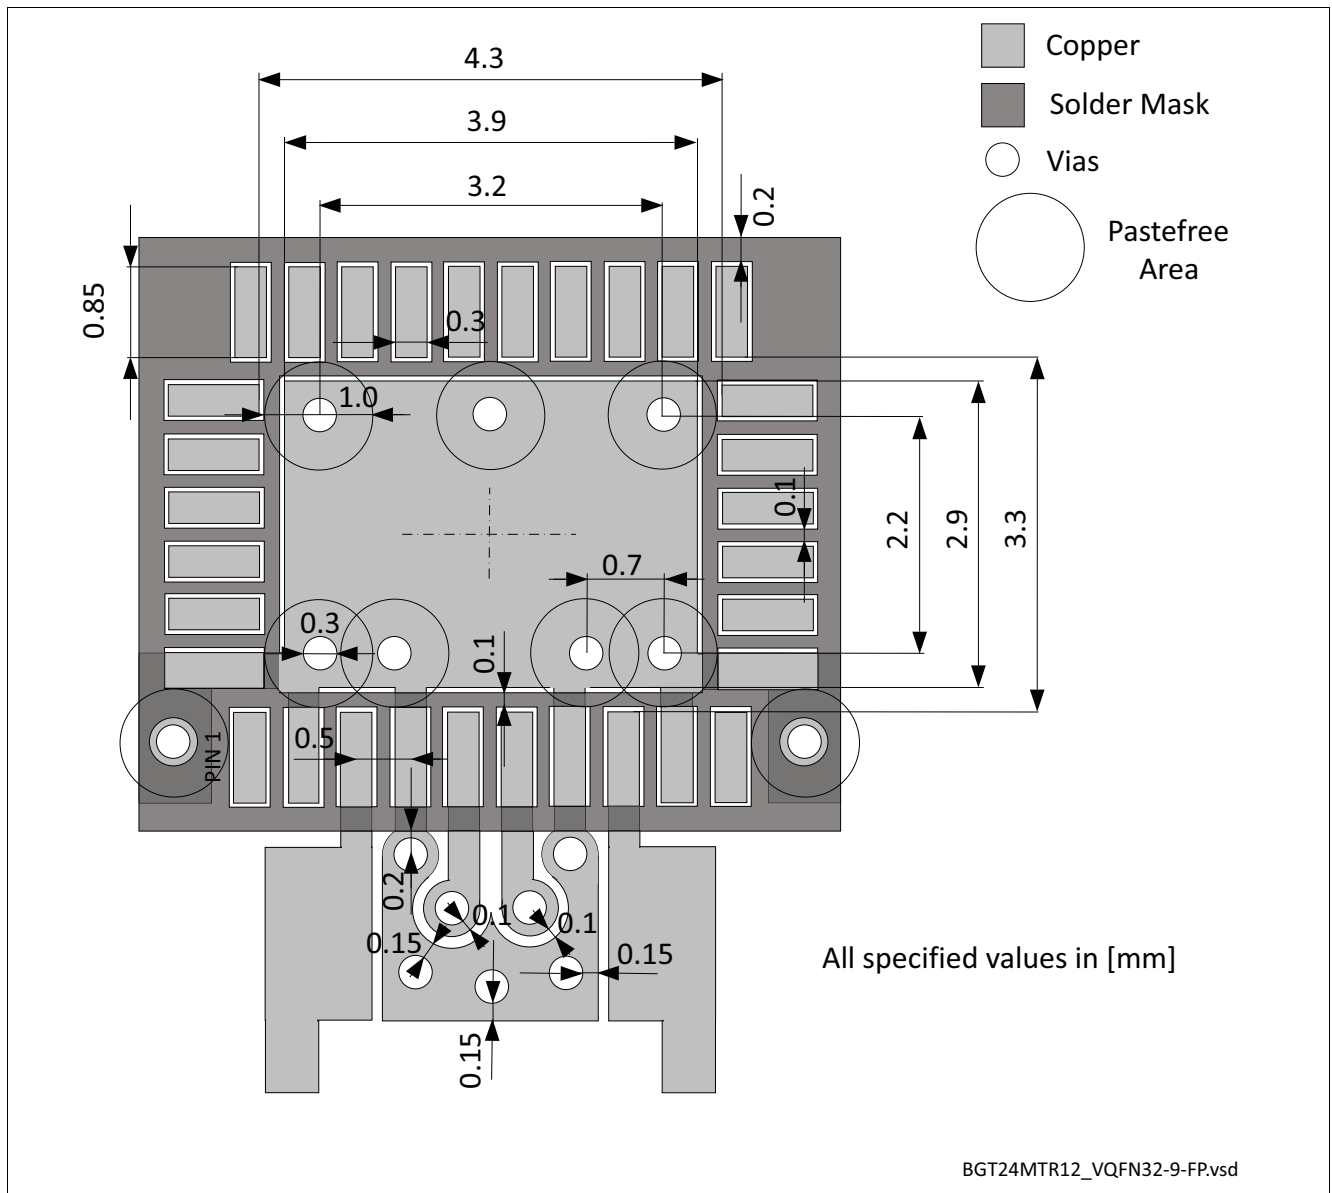 4.3
Copper
3.9
Solder Mask
3.2
Vias
0.2
Pastefree
Area
0.85
0.3
1.0
0.1
2.2
2.9
3.3
0.7
0.3
0.1
0.5
PIN 1
0.2
0.1
0.1
0.15
0.15
0.15
All specified values in [mm]
BGT24MTR12_VQFN32-9-FP.vsd